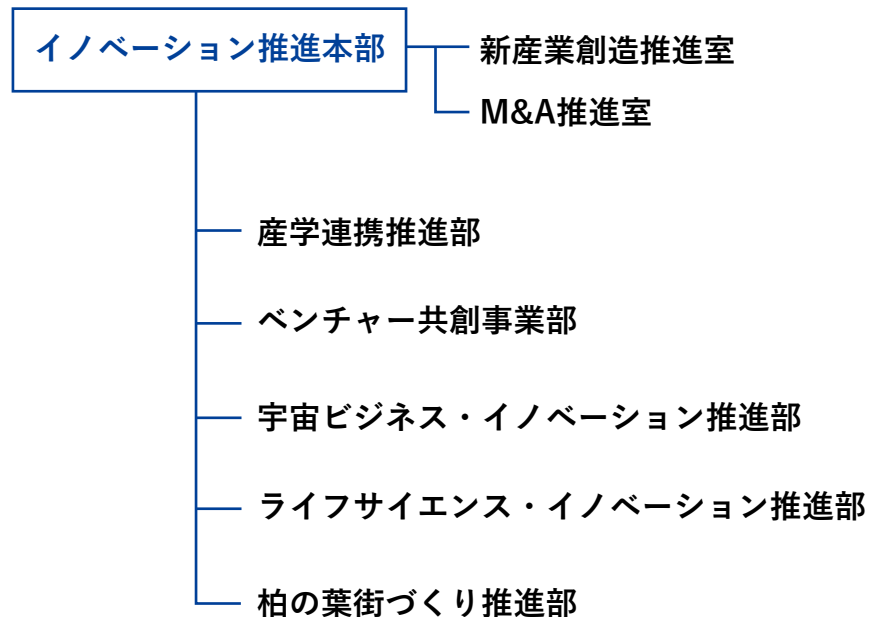 イノベーション推進本部
新産業創造推進室
M&A推進室
産学連携推進部
ベンチャー共創事業部
宇宙ビジネス・イノベーション推進部
ライフサイエンス・イノベーション推進部
柏の葉街づくり推進部